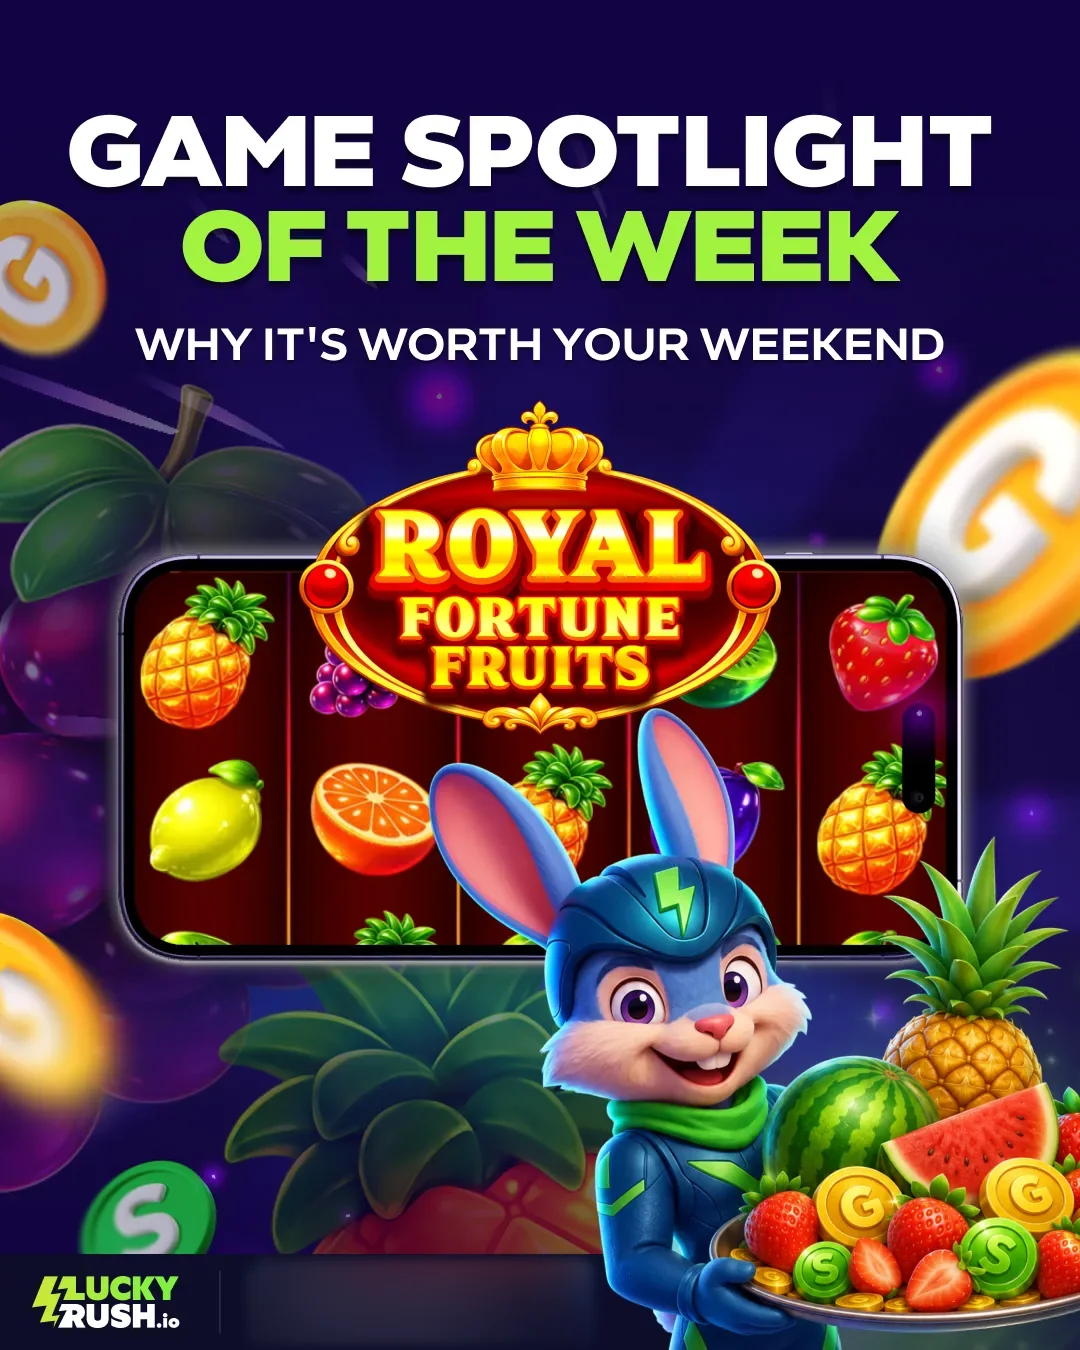 GAME SPOTLIGHT
OF THE WEEK
WHY IT'S WORTH YOUR WEEKEND
ROYAL
FORTUNE
FRUITS
G
G
G
G
S
S
S
LUCKY
RUSH.io